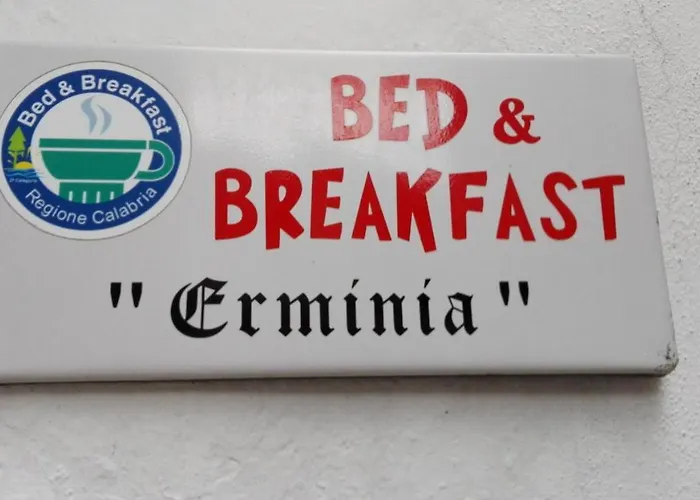 Bed & Breakfast
Regione Calabria
BED &
BREAKFAST
"Erminia"